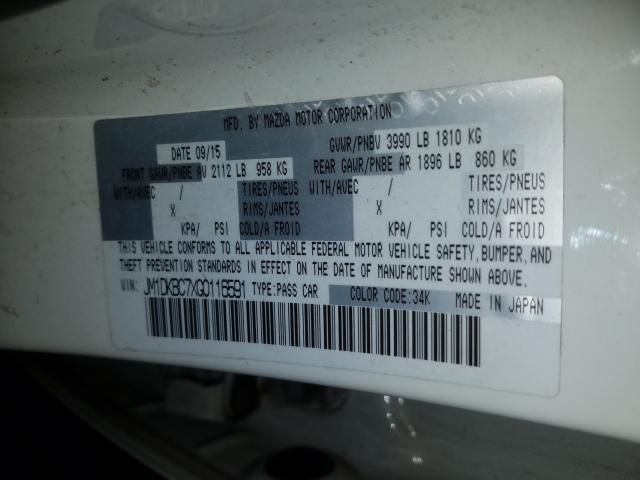 MFD. BY MAZDA MOTOR CORPORATION
DATE 09/15 GVWR/PNBV 3990 LB 1810 KG
FRONT GAWR/PNBE AV 2112 LB 958 KG REAR GAWR/PNBE AR 1896 LB 860 KG
WITH/AVEC / TIRES/PNEUS WITH/AVEC / TIRES/PNEUS
X RIMS/JANTES X RIMS/JANTES
KPA/ PSI COLD/A FROID KPA/ PSI COLD/A FROID
THIS VEHICLE CONFORMS TO ALL APPLICABLE FEDERAL MOTOR VEHICLE SAFETY, BUMPER, AND
THEFT PREVENTION STANDARDS IN EFFECT ON THE DATE OF MANUFACTURE SHOWN ABOVE.
VIN: JM1DKBC7XG0116591 TYPE:PASS CAR COLOR CODE:34K MADE IN JAPAN